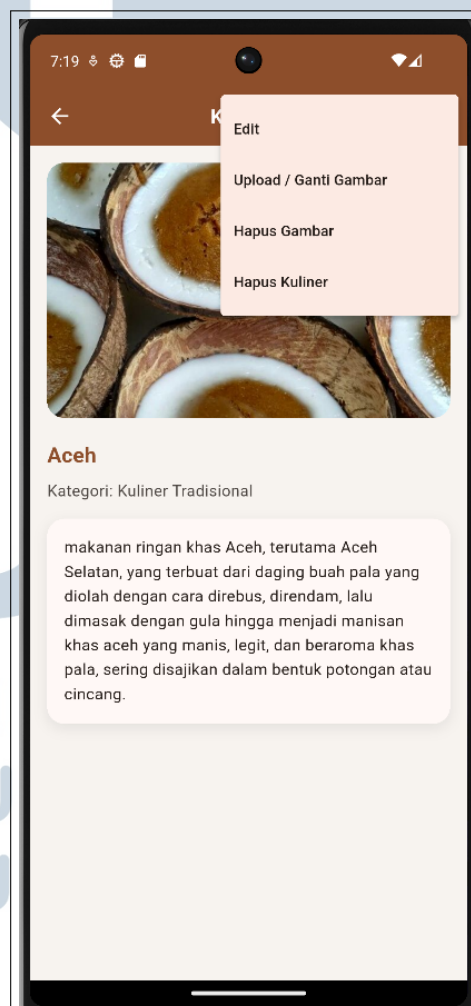 7:19
K
Edit
Upload / Ganti Gambar
Hapus Gambar
Hapus Kuliner
Aceh
Kategori: Kuliner Tradisional
makanan ringan khas Aceh, terutama Aceh
Selatan, yang terbuat dari daging buah pala yang
diolah dengan cara direbus, direndam, lalu
dimasak dengan gula hingga menjadi manisan
khas aceh yang manis, legit, dan beraroma khas
pala, sering disajikan dalam bentuk potongan atau
cincang.